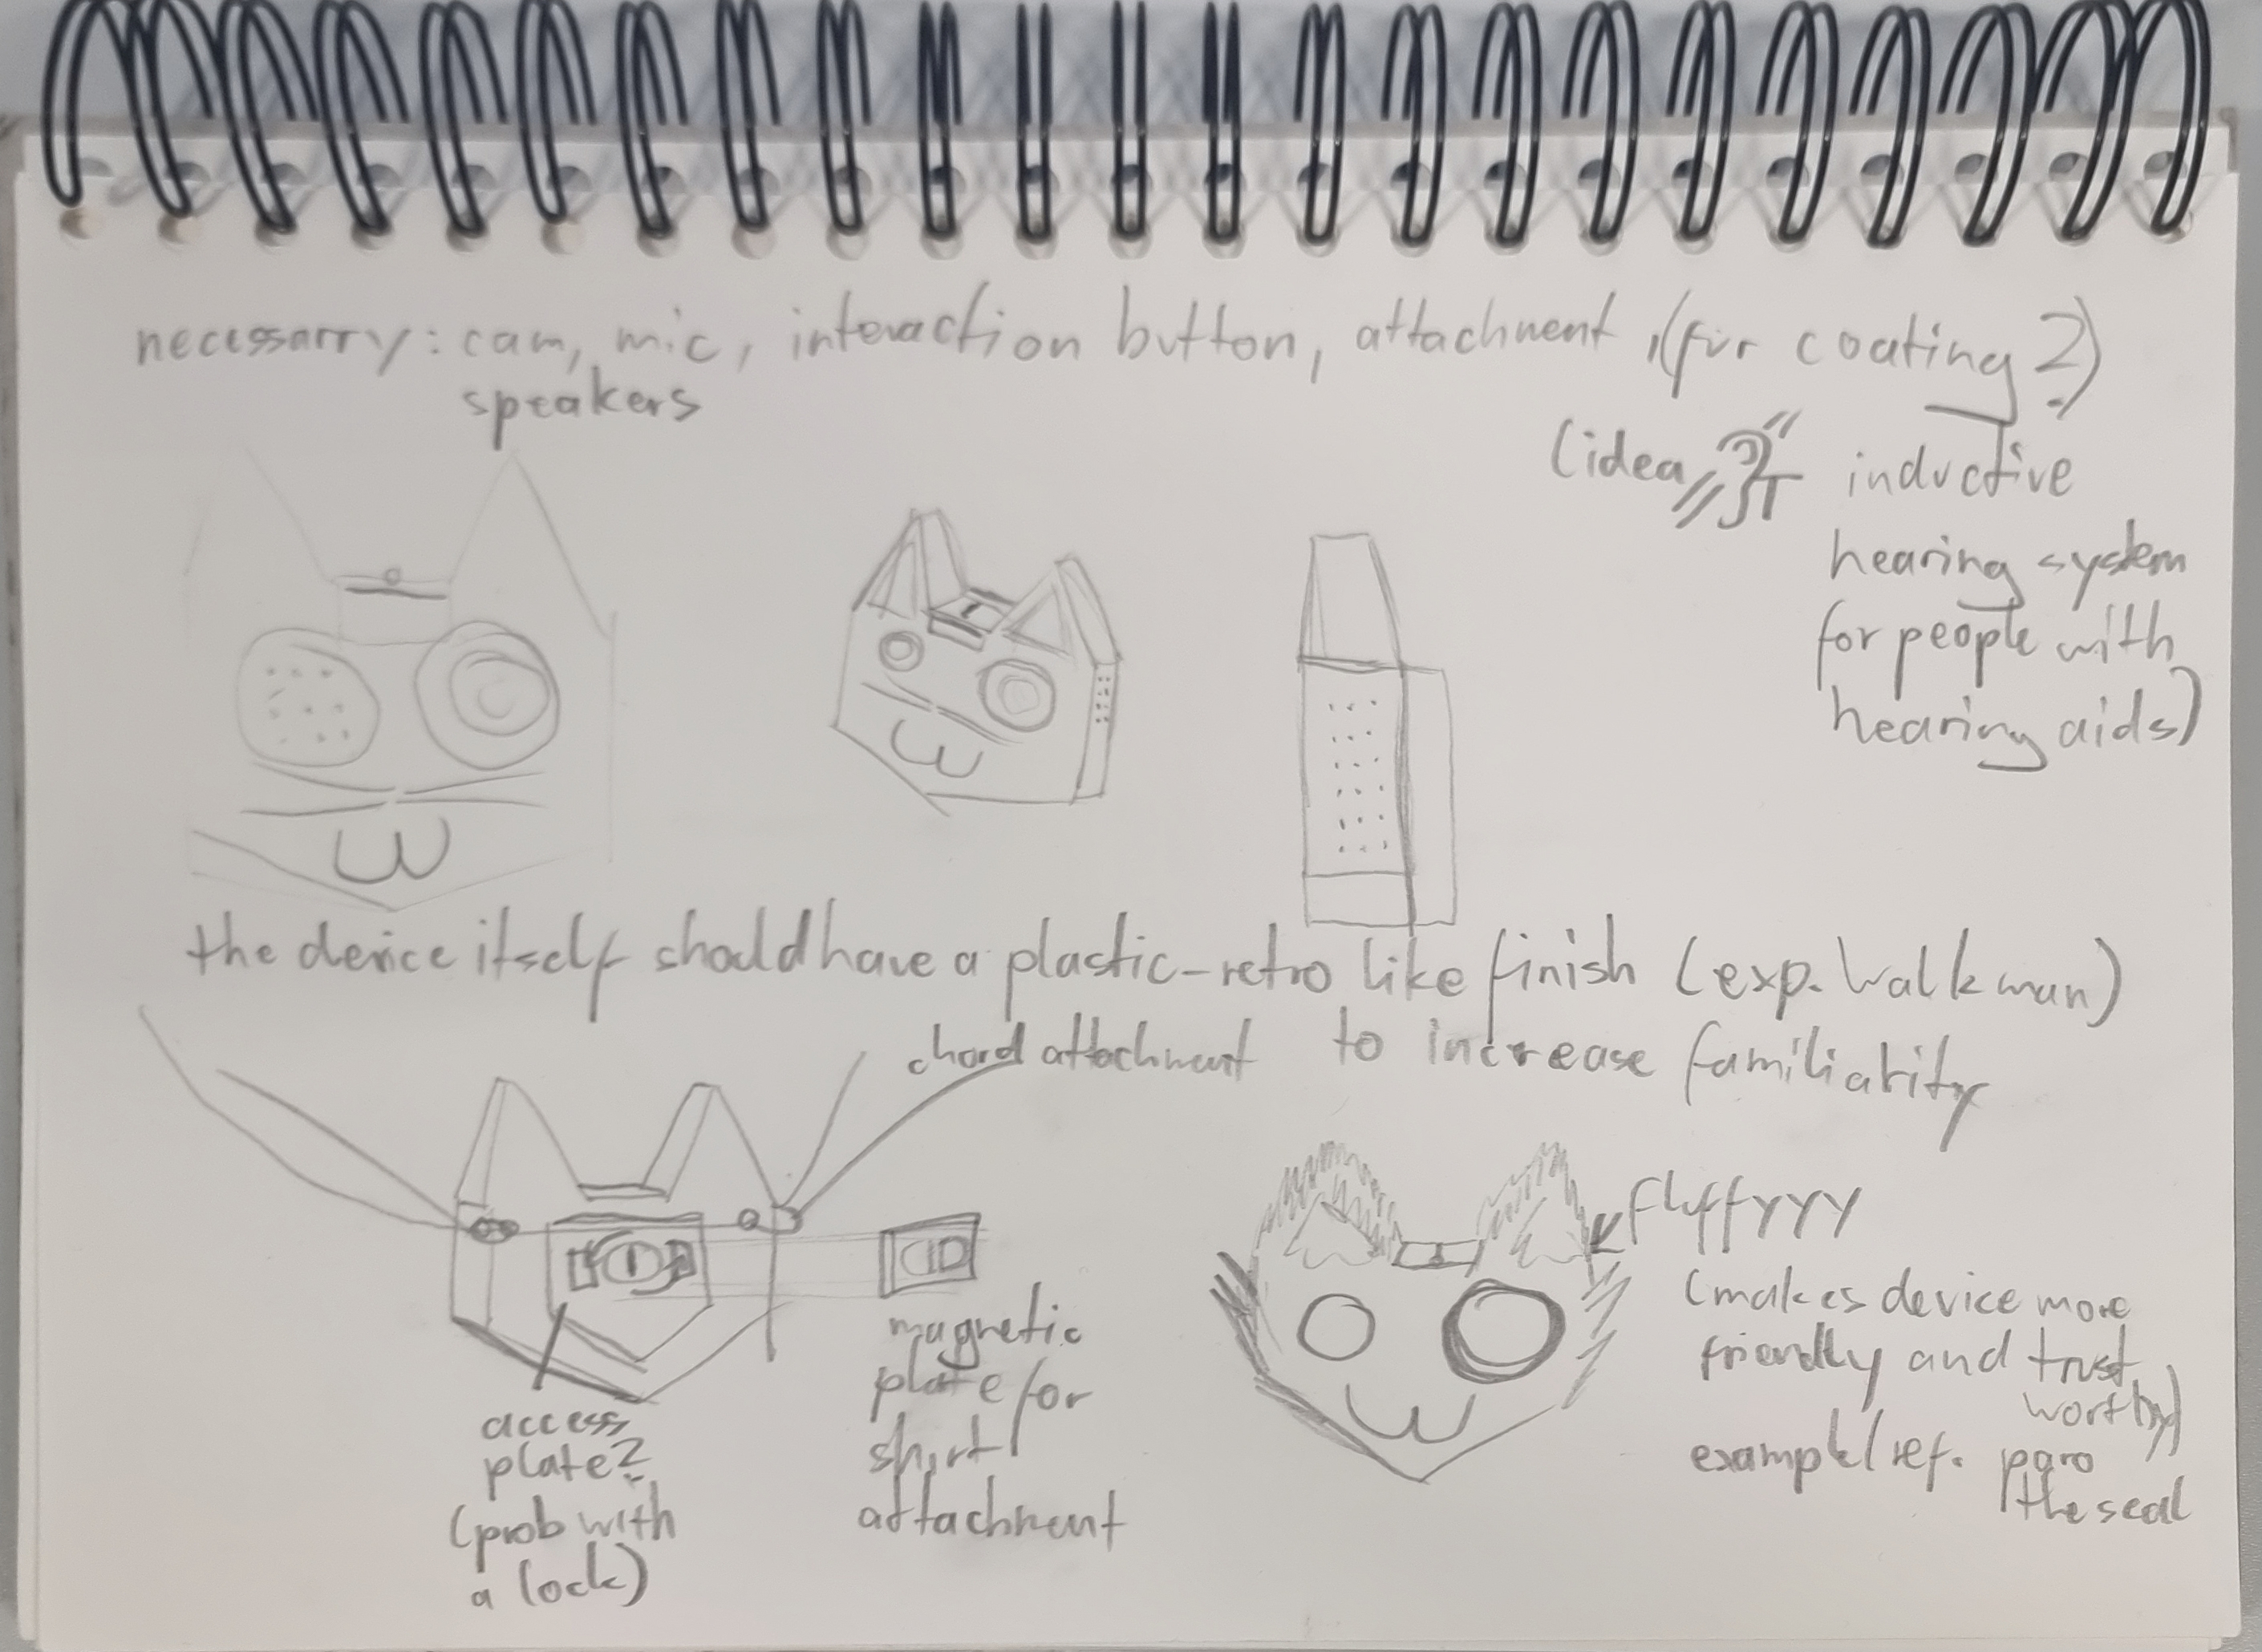 necessarry: cam, mic, interaction button, attachment, (fur coating?)
speakers
(idea T inductive
hearing system
for people with
hearing aids)
the device itself should have a plastic-retro like finish (exp. Walkman)
to increase familiarity
chord attachment
access
plate?
(prob with
a lock)
magnetic
plate for
shirt
attachment
fluffyyy
(makes device more
friendly and trust
worthy)
example/ref. paro
the seal